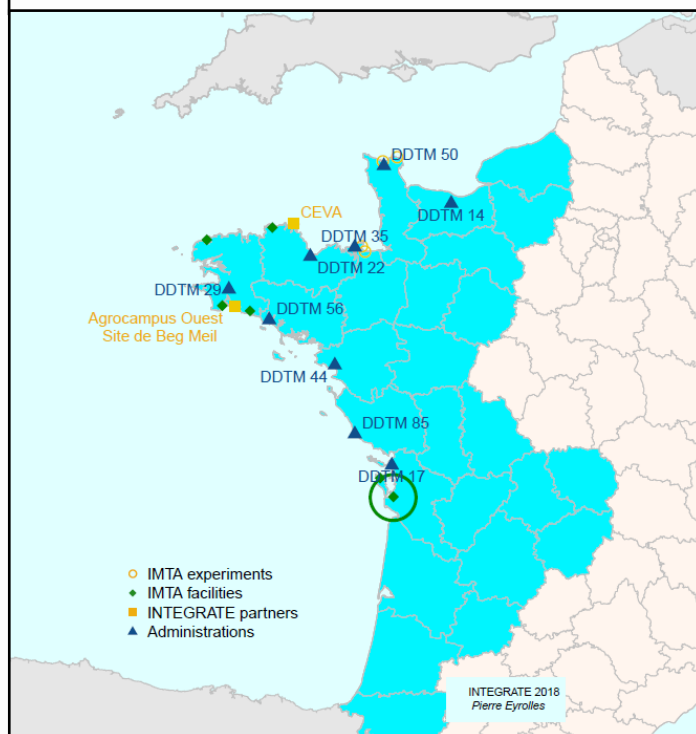 DDTM 50
DDTM 14
CEVA
DDTM 35
DDTM 22
DDTM 29
Agrocampus Ouest
Site de Beg Meil
DDTM 56
DDTM 44
DDTM 85
DDTM 17
IMTA experiments
IMTA facilities
INTEGRATE partners
Administrations
INTEGRATE 2018
Pierre Eyrolles